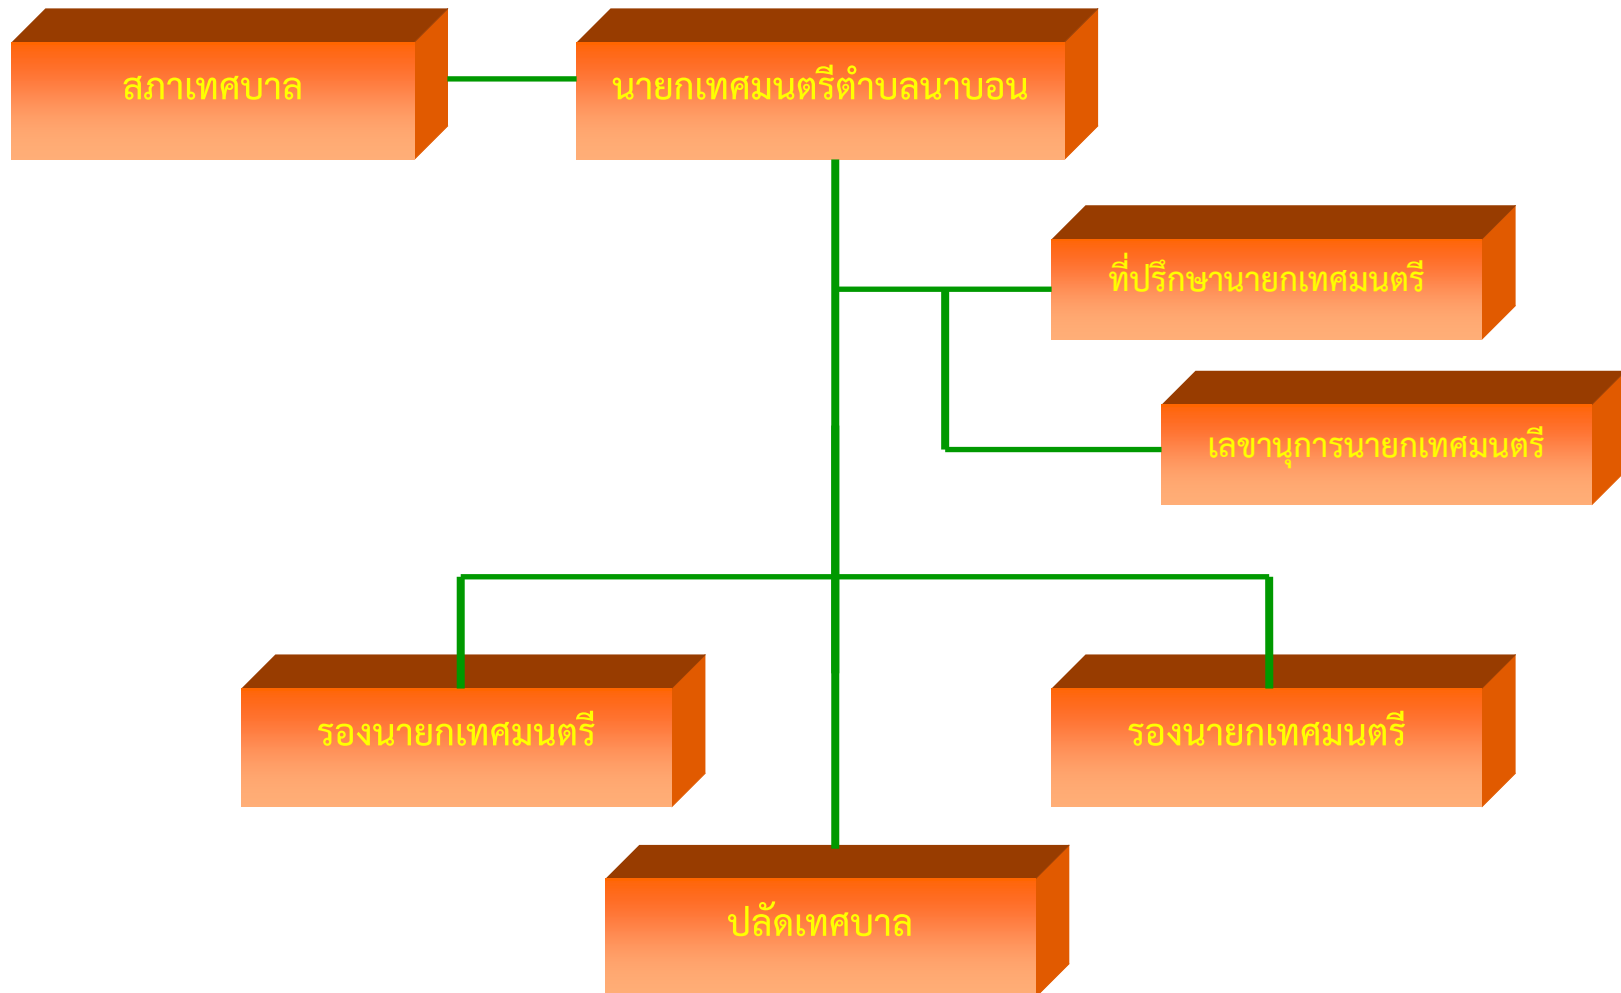 สภาเทศบาล
นายกเทศมนตรีตำบลนาบอน
ที่ปรึกษานายกเทศมนตรี
เลขานุการนายกเทศมนตรี
รองนายกเทศมนตรี
รองนายกเทศมนตรี
ปลัดเทศบาล